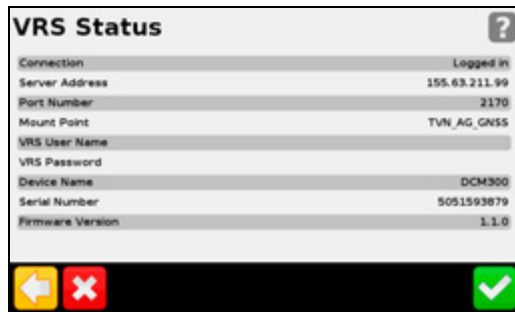 VRS Status ?
Connection Logged in
Server Address 155.63.211.99
Port Number 2170
Mount Point TVN_AG_GNSS
VRS User Name
VRS Password
Device Name DCM300
Serial Number 5051593879
Firmware Version 1.1.0